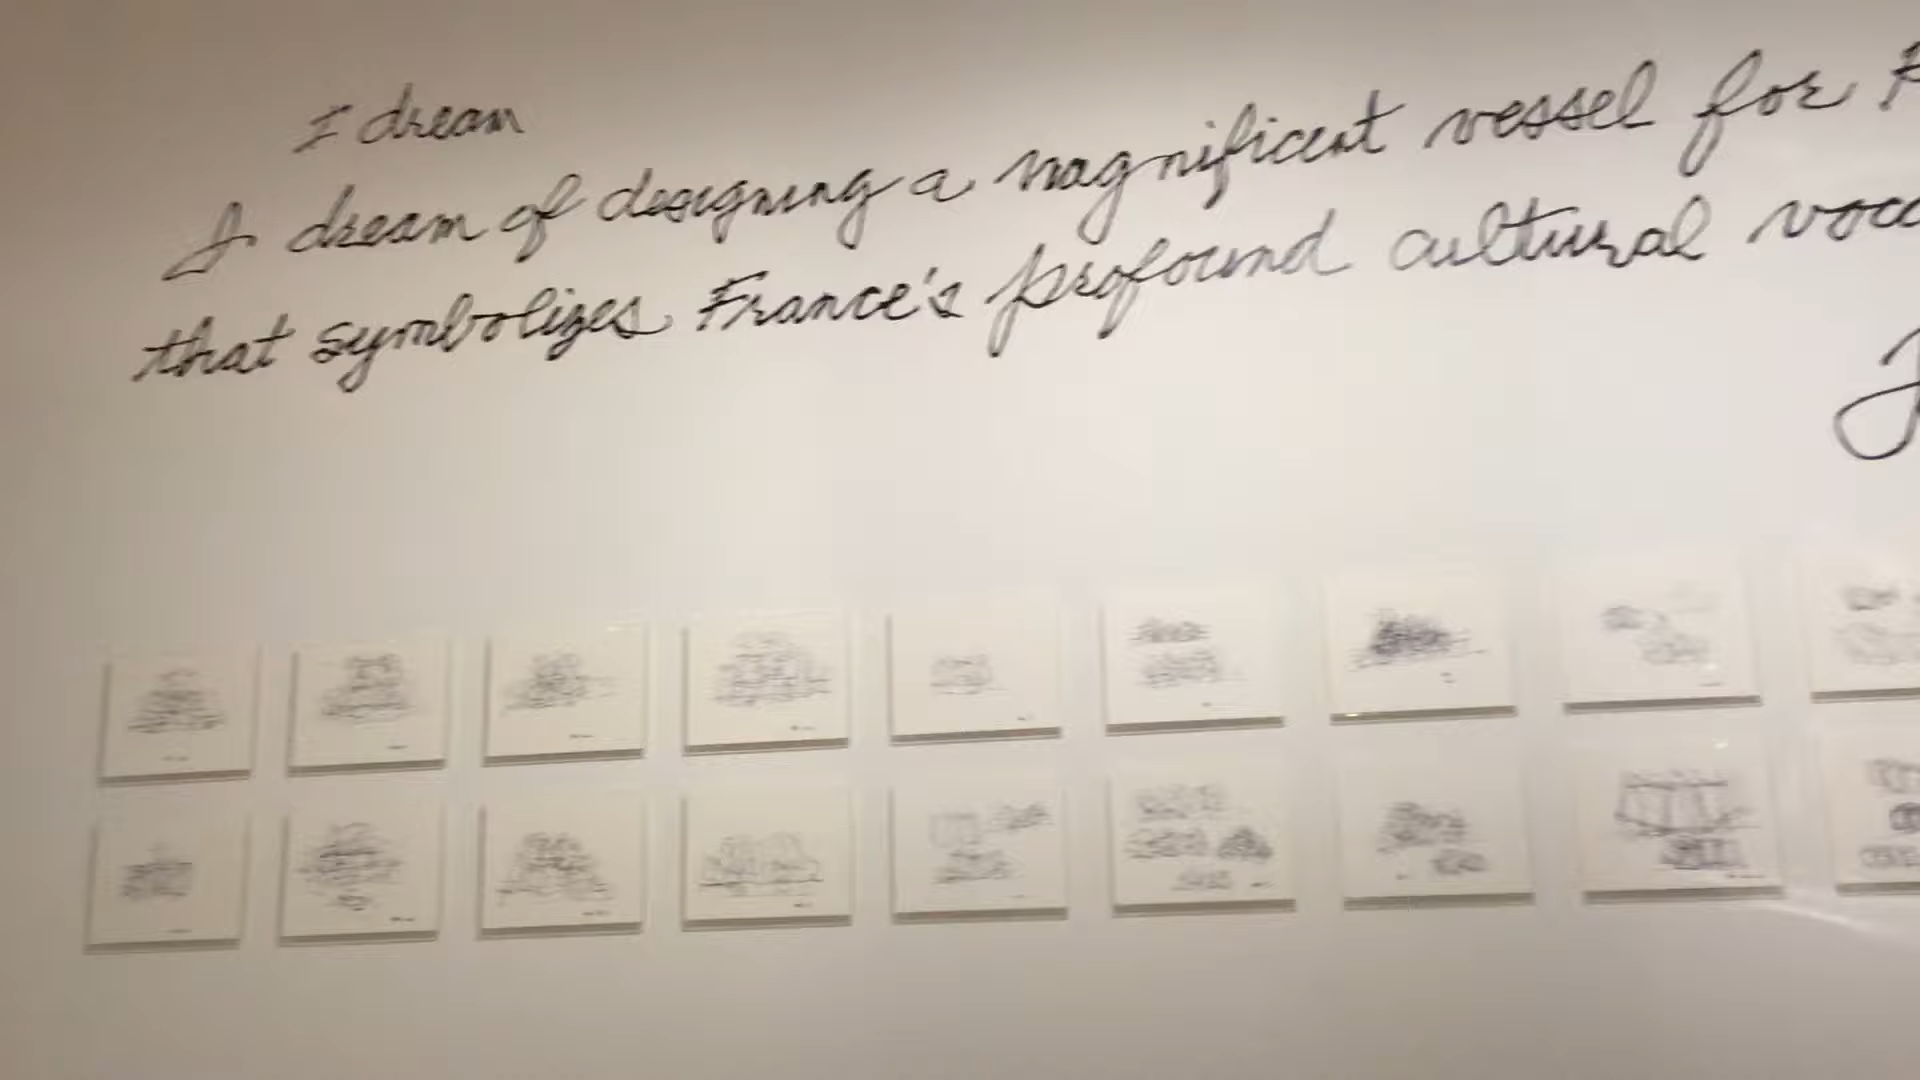 I dream
I dream of designing a magnificent vessel for
that symbolizes France's profound cultural